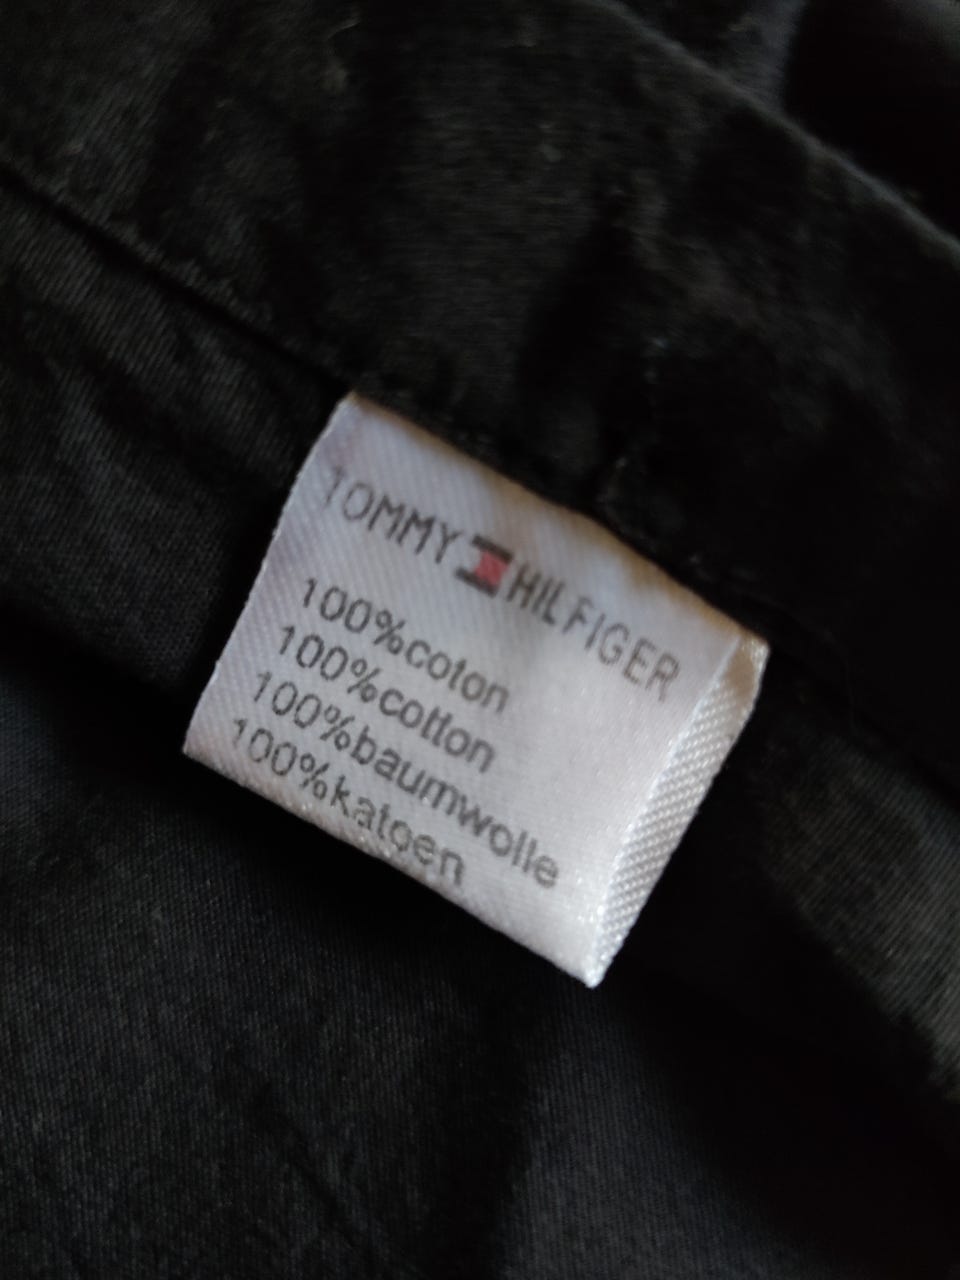 TOMMY HILFIGER
100%coton
100%cotton
100%baumwolle
100%katoen